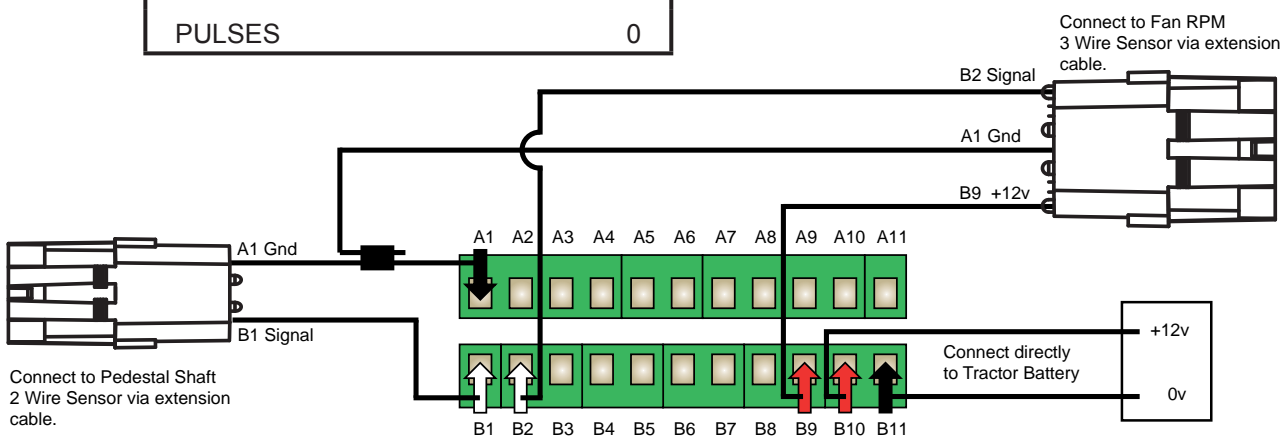 PULSES 0
Connect to Fan RPM
3 Wire Sensor via extension
cable.
B2 Signal
A1 Gnd
B9 +12v
A1 Gnd
B1 Signal
A1 A2 A3 A4 A5 A6 A7 A8 A9 A10 A11
Connect to Pedestal Shaft
2 Wire Sensor via extension
cable.
Connect directly
to Tractor Battery
+12v
0v
B1 B2 B3 B4 B5 B6 B7 B8 B9 B10 B11